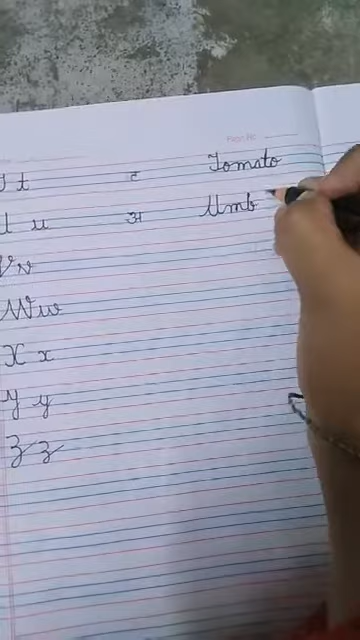 T t ट Tomato
U u अ Umb
V v
W w
X x
Y y
Z z